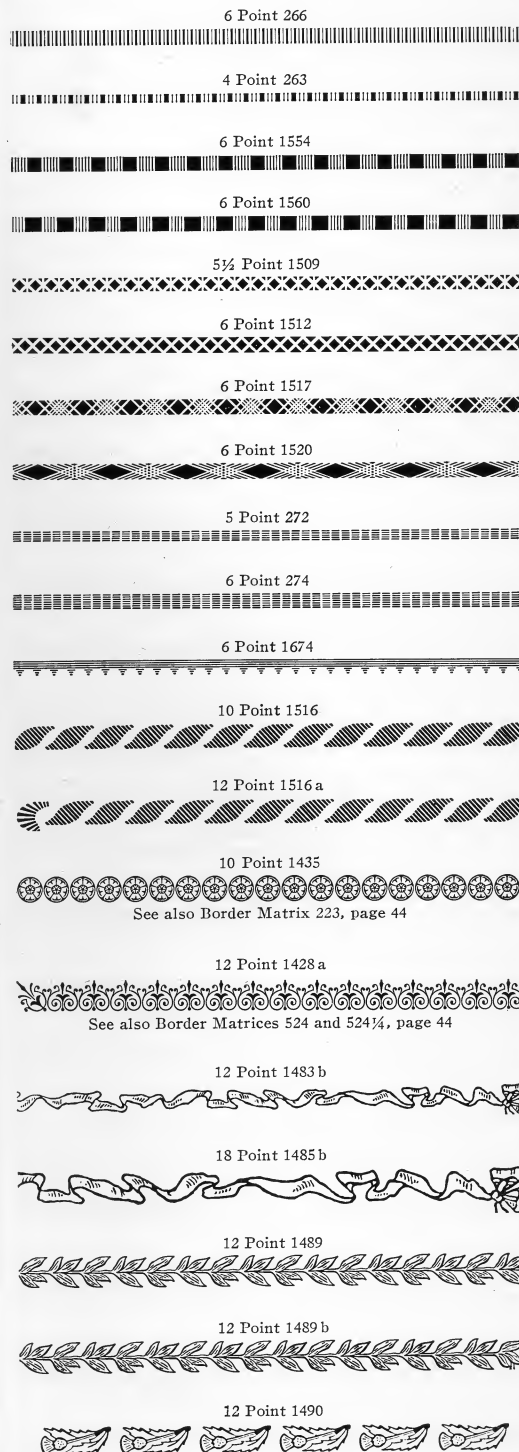 6 Point 266
4 Point 263
6 Point 1554
6 Point 1560
5½ Point 1509
6 Point 1512
6 Point 1517
6 Point 1520
5 Point 272
6 Point 274
6 Point 1674
10 Point 1516
12 Point 1516 a
10 Point 1435
See also Border Matrix 223, page 44
12 Point 1428 a
See also Border Matrices 524 and 524¼, page 44
12 Point 1483 b
18 Point 1485 b
12 Point 1489
12 Point 1489 b
12 Point 1490